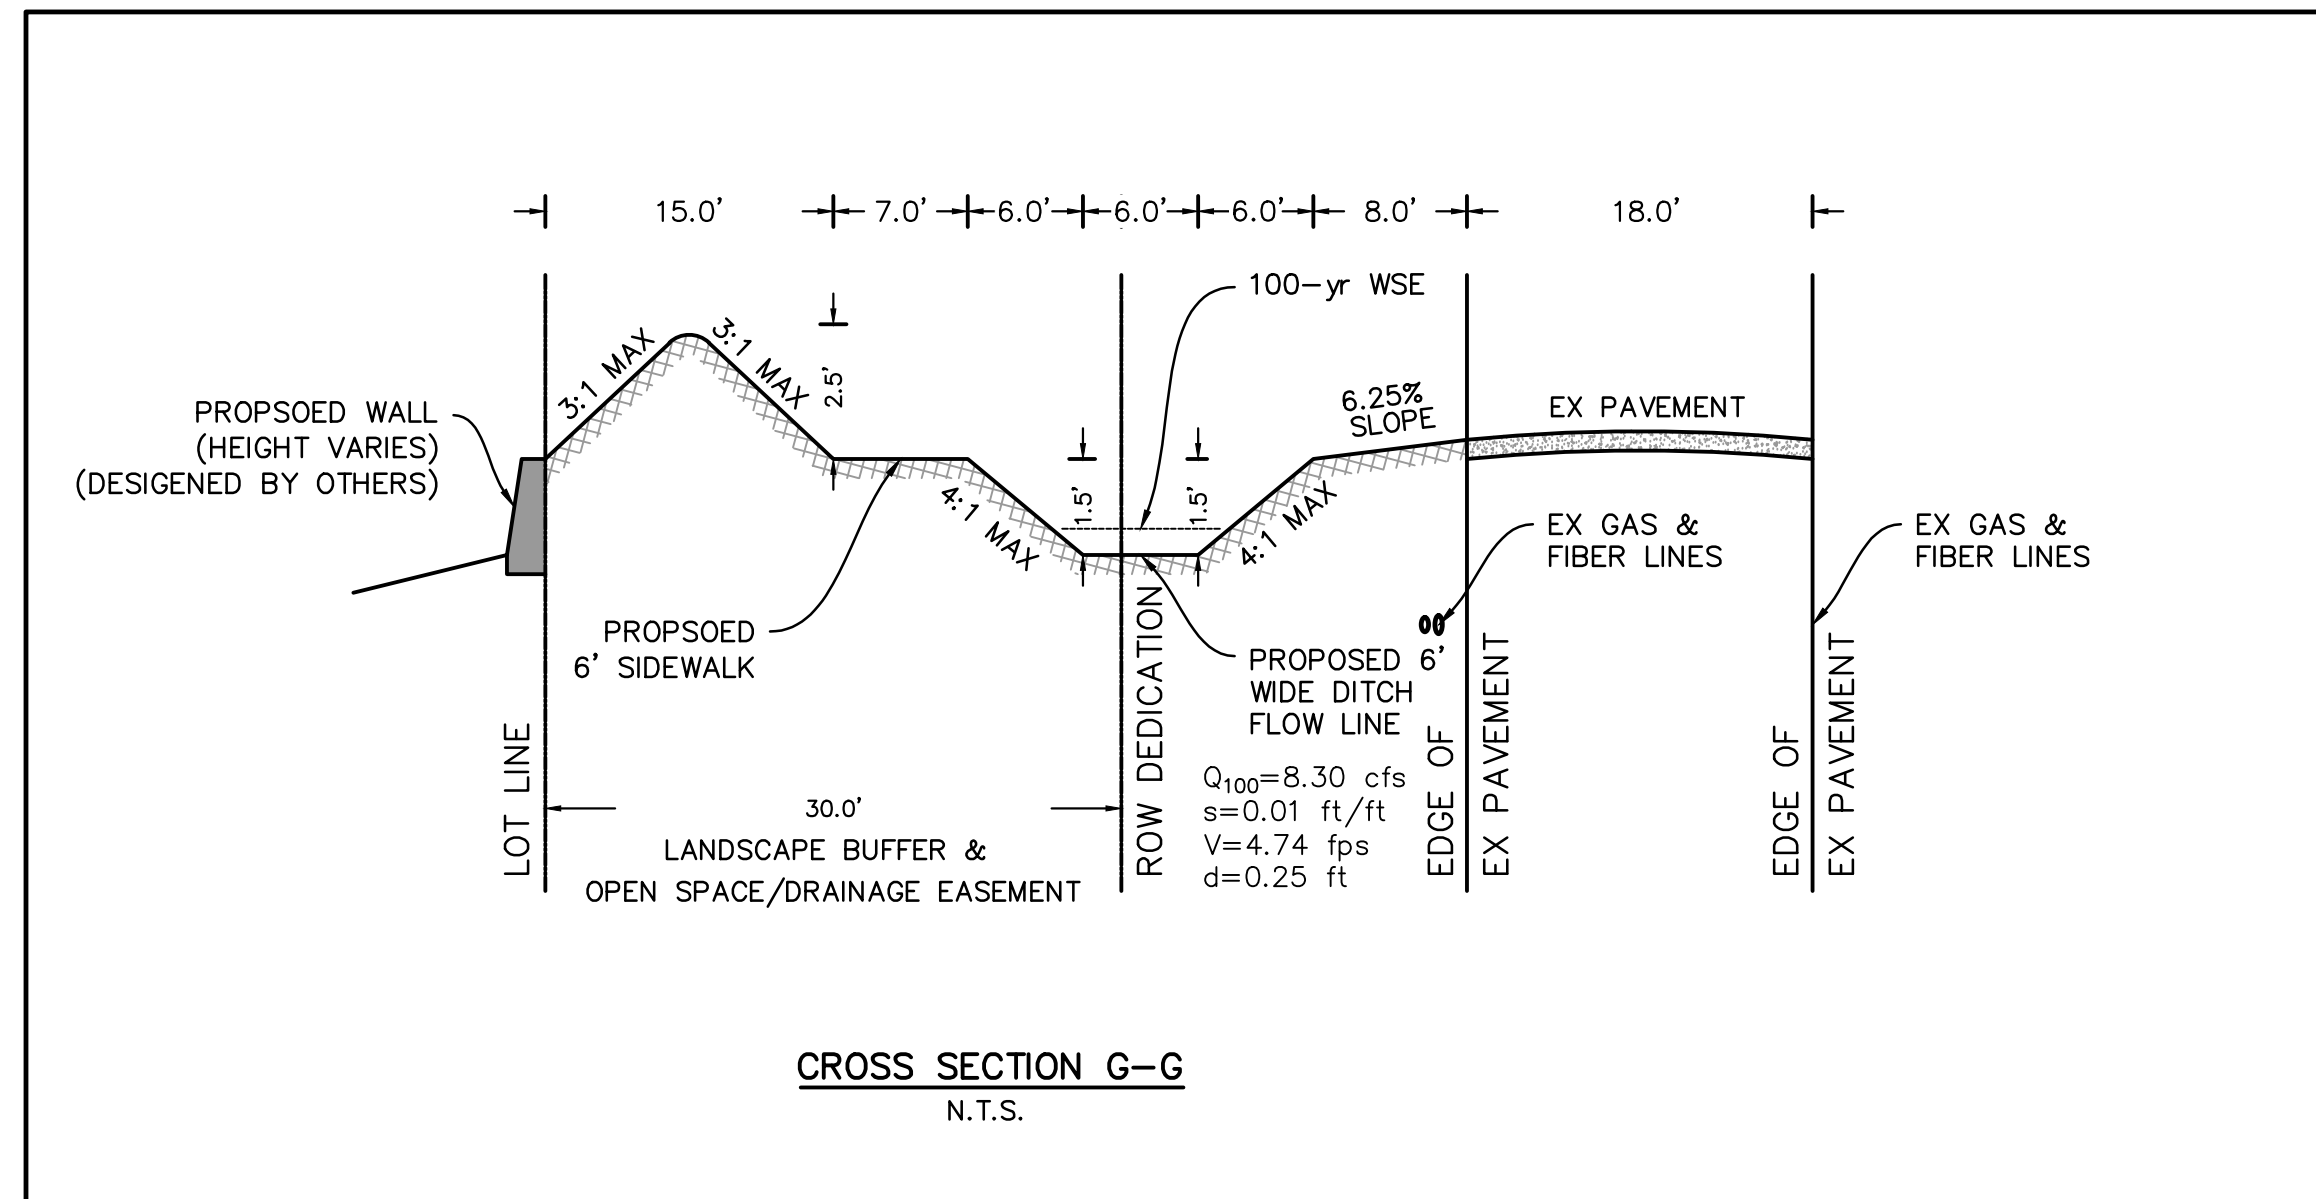 15.0' 7.0' 6.0' 6.0' 6.0' 8.0' 18.0'
100-yr WSE
3:1 MAX
3:1 MAX
2.5'
6.25%
SLOPE
EX PAVEMENT
PROPSOED WALL
(HEIGHT VARIES)
(DESIGENED BY OTHERS)
4:1 MAX
1.5'
1.5'
4:1 MAX
EX GAS &
FIBER LINES
EX GAS &
FIBER LINES
PROPSOED
6' SIDEWALK
PROPOSED 6'
WIDE DITCH
FLOW LINE
LOT LINE
ROW DEDICATION
EDGE OF
EX PAVEMENT
EDGE OF
EX PAVEMENT
Q100=8.30 cfs
s=0.01 ft/ft
V=4.74 fps
d=0.25 ft
30.0'
LANDSCAPE BUFFER &
OPEN SPACE/DRAINAGE EASEMENT
CROSS SECTION G-G
N.T.S.